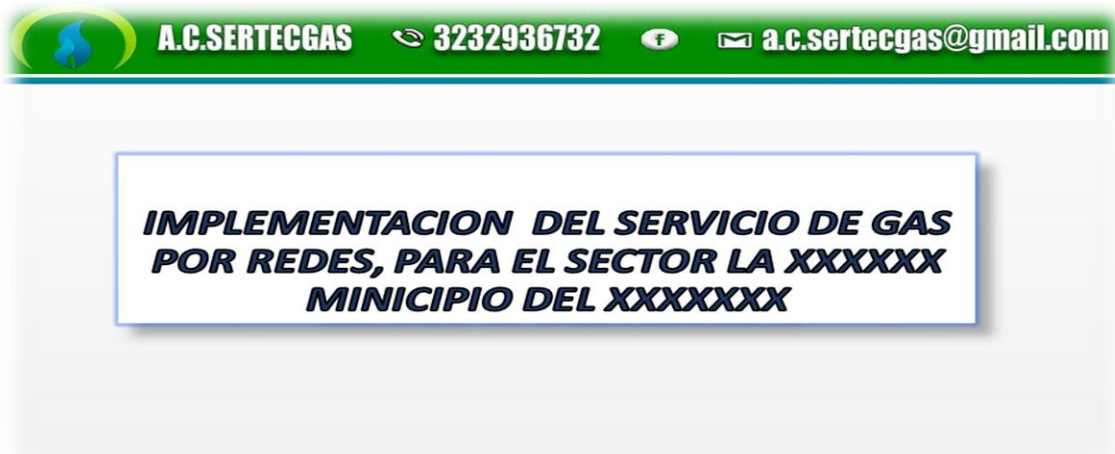 A.C.SERTECGAS 3232936732 f a.c.sertecgas@gmail.com
IMPLEMENTACION DEL SERVICIO DE GAS
POR REDES, PARA EL SECTOR LA XXXXXX
MINICIPIO DEL XXXXXXX